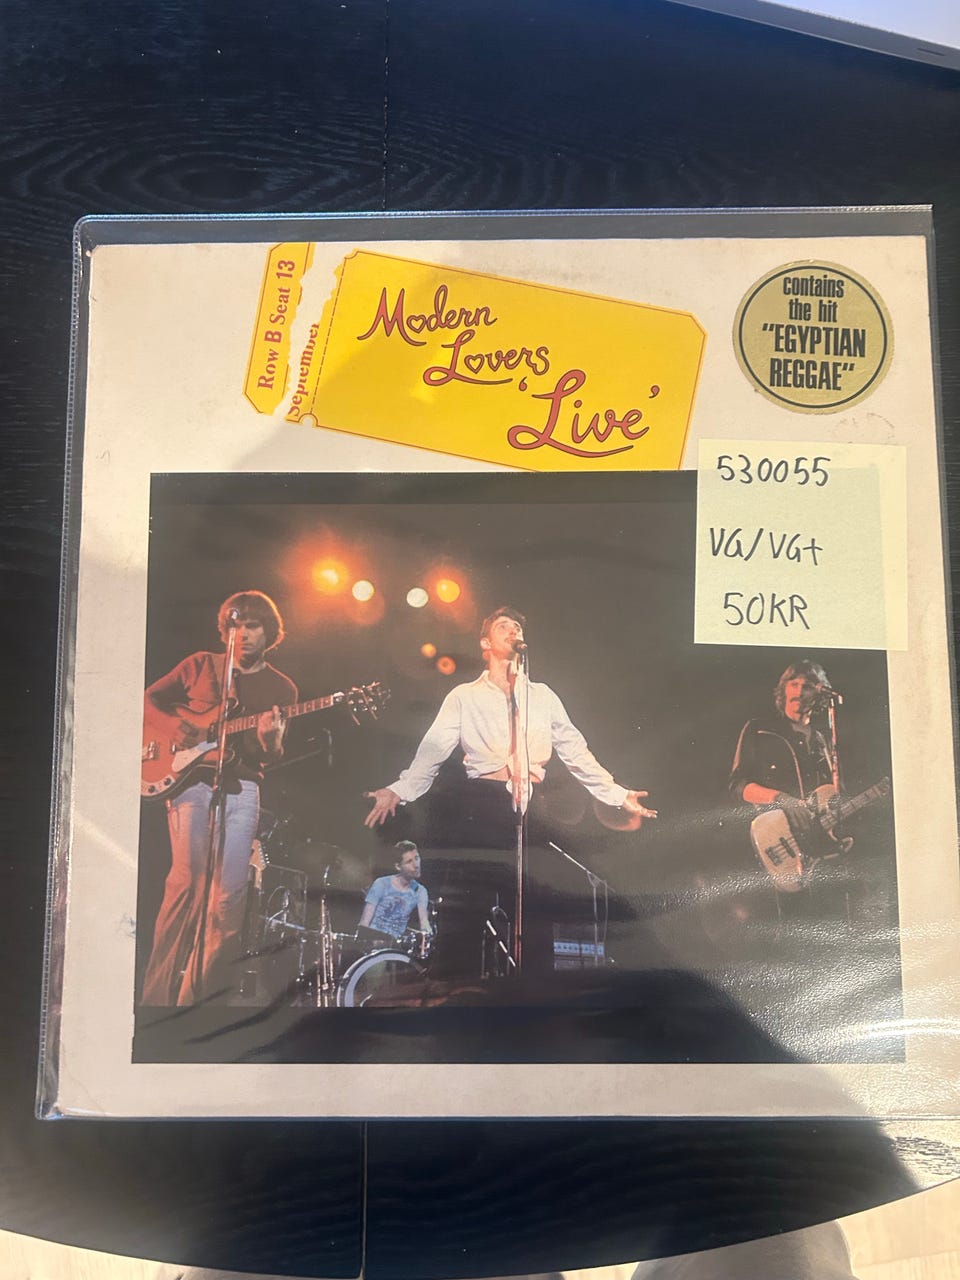 Row B Seat 13
September
Modern
Lovers
'Live'
contains
the hit
"EGYPTIAN
REGGAE"
530055
VG/VG+
50KR